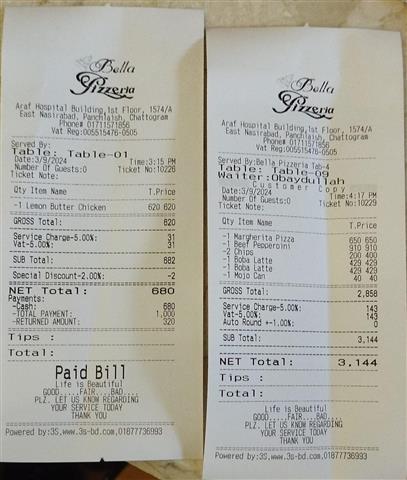 Bella
Pizzeria
Araf Hospital Building,1st Floor, 1574/A
East Nasirabad, Panchlaish, Chattogram
Phone# 01711571856
Vat Reg:005515476-0505
Served By:
Table: Table-01
Date:3/9/2024 Time:3:15 PM
Number Of Guests:0 Ticket No:10226
Ticket Note:
Qty Item Name T.Price
-1 Lemon Butter Chicken 620 620
GROSS Total: 620
Service Charge-5.00%: 31
Vat-5.00%: 31
SUB Total: 682
Special Discount-2.00%: -2
NET Total: 680
Payments:
-Cash: 680
-TOTAL PAYMENT: 1,000
-RETURNED AMOUNT: 320
Tips :
Total:
Paid Bill
Life is Beautiful
GOOD.....FAIR....BAD....
PLZ. LET US KNOW REGARDING
YOUR SERVICE TODAY
THANK YOU
Powered by:3S,www.3s-bd.com,01877736993
Bella
Pizzeria
Araf Hospital Building,1st Floor, 1574/A
East Nasirabad, Panchlaish, Chattogram
Phone# 01711571856
Vat Reg:005515476-0505
Served By:Bella Pizzeria Tab-4
Table: Table-09
Waiter:Obaydullah
Customer Copy
Date:3/9/2024 Time:4:17 PM
Number Of Guests:0 Ticket No:10229
Ticket Note:
Qty Item Name T.Price
-1 Margherita Pizza 650 650
-1 Beef Pepperoini 910 910
-2 Chips 200 400
-1 Boba Latte 429 429
-1 Boba Latte 429 429
-1 Mojo Can 40 40
GROSS Total: 2,858
Service Charge-5.00%: 143
Vat-5.00%: 143
Auto Round +-1.00%: 0
SUB Total: 3,144
NET Total: 3,144
Tips :
Total:
Life is Beautiful
GOOD.....FAIR....BAD....
PLZ. LET US KNOW REGARDING
YOUR SERVICE TODAY
THANK YOU
Powered by:3S,www.3s-bd.com,01877736993